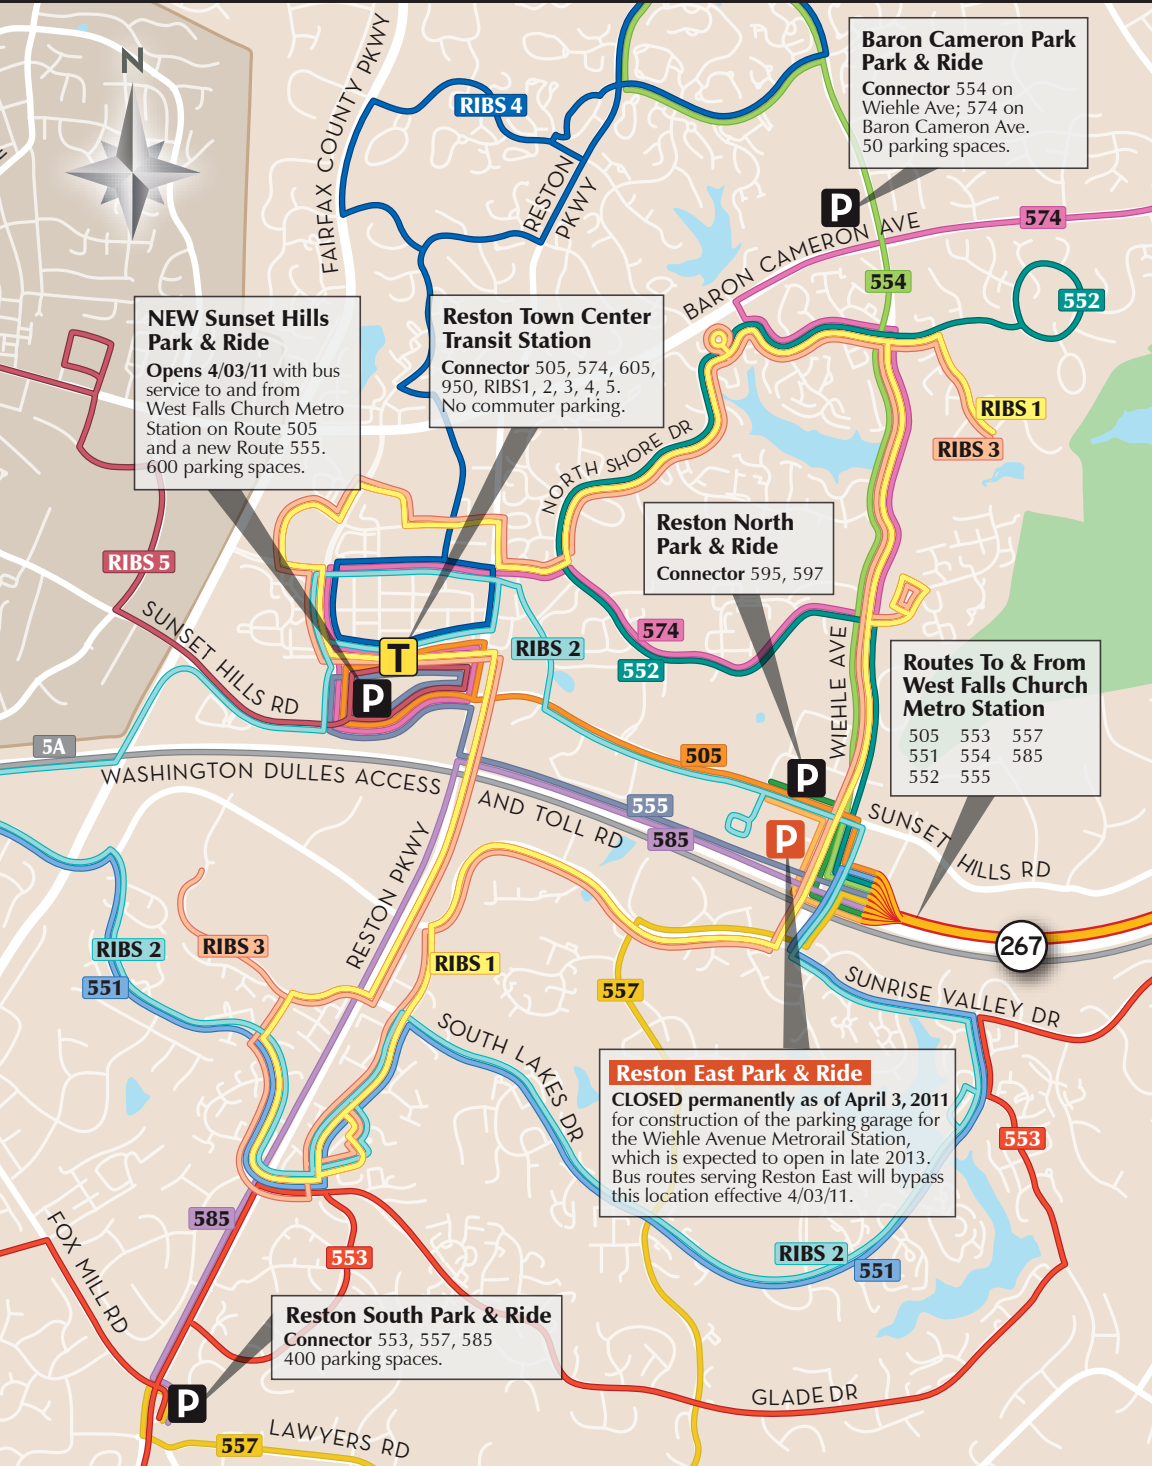 N
FAIRFAX COUNTY PKWY
RIBS 4
RESTON
PKWY
Baron Cameron Park
Park & Ride
Connector 554 on
Wiehle Ave; 574 on
Baron Cameron Ave.
50 parking spaces.
P
BARON CAMERON AVE
574
554
552
NEW Sunset Hills
Park & Ride
Opens 4/03/11 with bus
service to and from
West Falls Church Metro
Station on Route 505
and a new Route 555.
600 parking spaces.
Reston Town Center
Transit Station
Connector 505, 574, 605,
950, RIBS1, 2, 3, 4, 5.
No commuter parking.
RIBS 1
RIBS 3
NORTH SHORE DR
Reston North
Park & Ride
Connector 595, 597
RIBS 5
SUNSET HILLS RD
T
P
RIBS 2
574
552
WIEHLE AVE
Routes To & From
West Falls Church
Metro Station
505 553 557
551 554 585
552 555
5A
WASHINGTON DULLES ACCESS
AND TOLL RD
505
P
555
585
P
SUNSET
HILLS RD
RESTON PKWY
267
RIBS 2
551
RIBS 3
RIBS 1
557
SUNRISE VALLEY DR
SOUTH LAKES DR
Reston East Park & Ride
CLOSED permanently as of April 3, 2011
for construction of the parking garage for
the Wiehle Avenue Metrorail Station,
which is expected to open in late 2013.
Bus routes serving Reston East will bypass
this location effective 4/03/11.
553
585
FOX MILL RD
553
RIBS 2
551
Reston South Park & Ride
Connector 553, 557, 585
400 parking spaces.
P
GLADE DR
557
LAWYERS RD